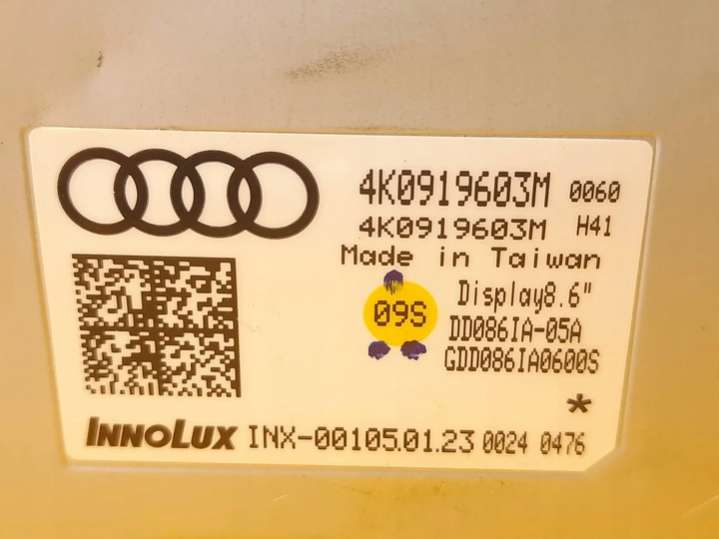 4K0919603M 0060
4K0919603M H41
Made in Taiwan
Display8.6"
09S
DD086IA-05A
GDD086IA0600S
*
INNOLUX INX-00105.01.23 0024 0476